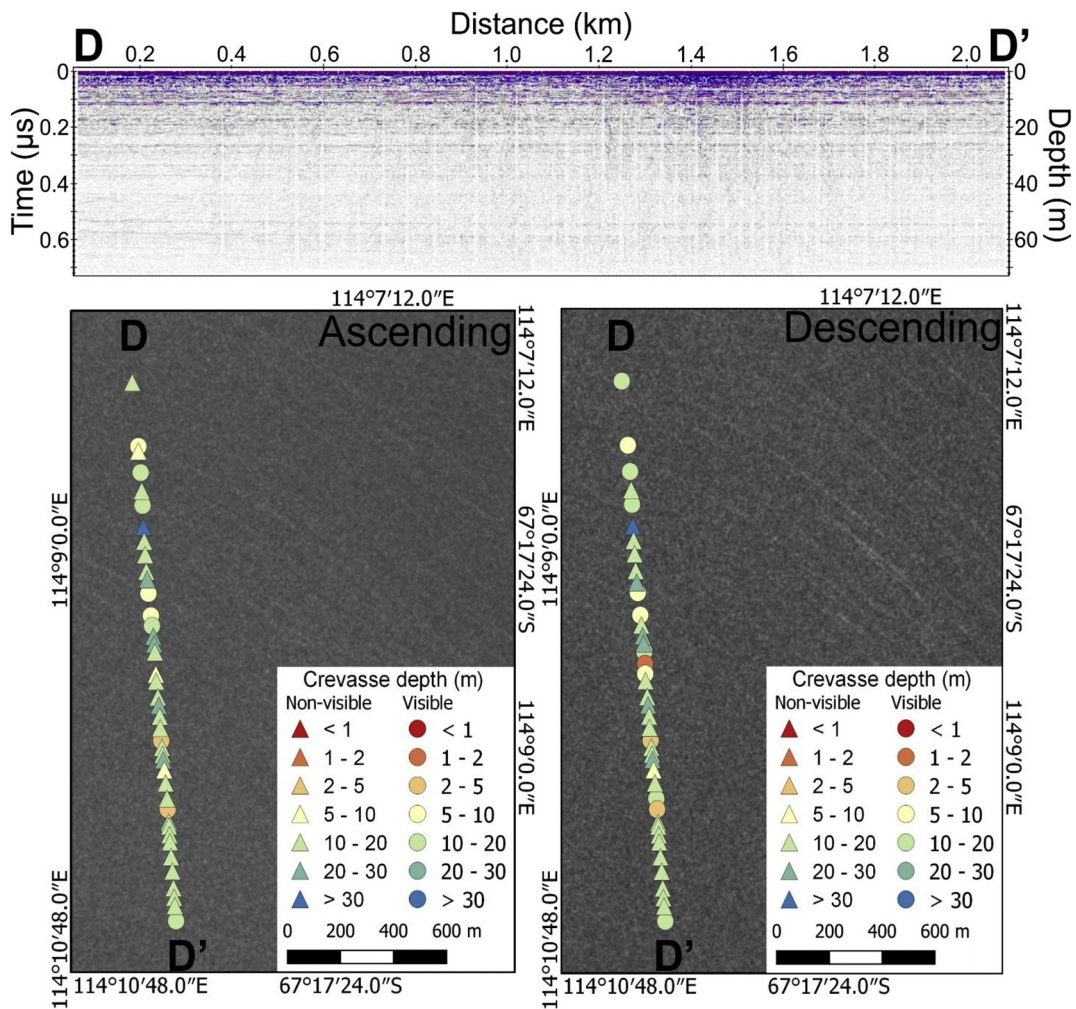 Distance (km)
D 0.2 0.4 0.6 0.8 1.0 1.2 1.4 1.6 1.8 2.0 D’
0 0
0.2 20
0.4 40
0.6 60
Time (μs)
Depth (m)
114°7’12.0”E 114°7’12.0”E
D Ascending
114°7’12.0”E
114°9’0.0”E
67°17’24.0”S
114°9’0.0”E
114°10’48.0”E
Crevasse depth (m)
Non-visible Visible
< 1 < 1
1 - 2 1 - 2
2 - 5 2 - 5
5 - 10 5 - 10
10 - 20 10 - 20
20 - 30 20 - 30
> 30 > 30
0 200 400 600 m
D’
114°10’48.0”E 67°17’24.0”S
D Descending
114°7’12.0”E
114°9’0.0”E
67°17’24.0”S
114°9’0.0”E
114°10’48.0”E
Crevasse depth (m)
Non-visible Visible
< 1 < 1
1 - 2 1 - 2
2 - 5 2 - 5
5 - 10 5 - 10
10 - 20 10 - 20
20 - 30 20 - 30
> 30 > 30
0 200 400 600 m
D’
114°10’48.0”E 67°17’24.0”S